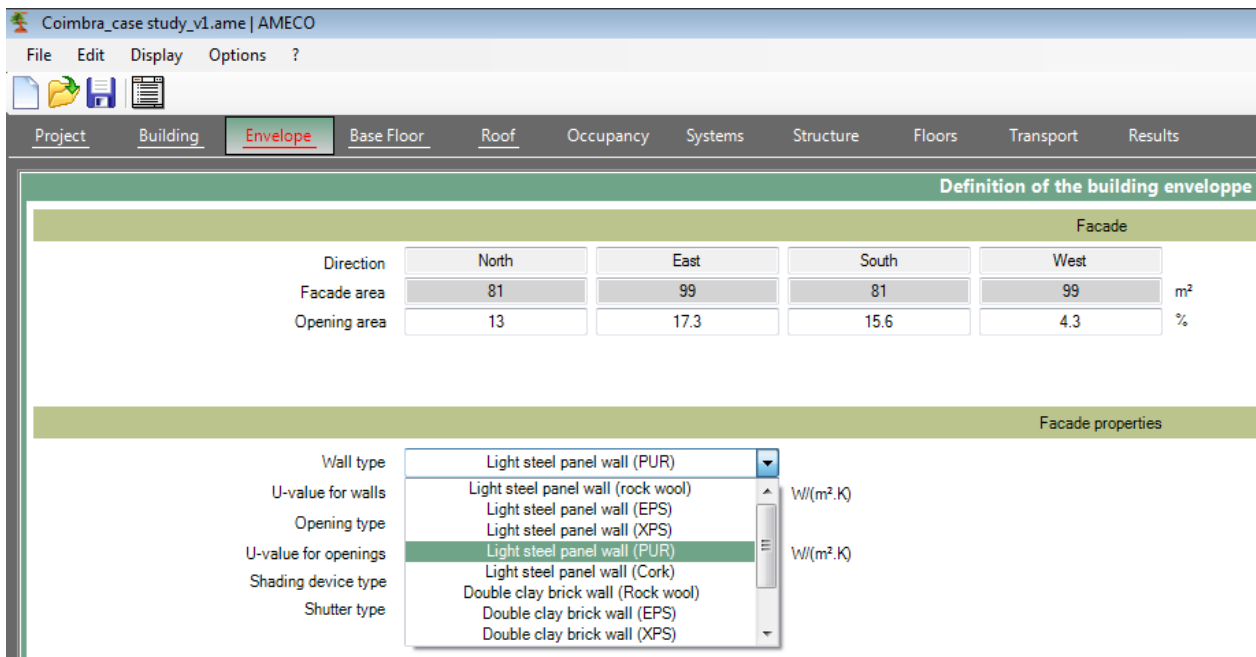 Coimbra_case study_v1.ame | AMECO
File Edit Display Options ?
Project Building Envelope Base Floor Roof Occupancy Systems Structure Floors Transport Results
Definition of the building enveloppe
Facade
Direction North East South West
Facade area 81 99 81 99 m²
Opening area 13 17.3 15.6 4.3 %
Facade properties
Wall type Light steel panel wall (PUR)
U-value for walls Light steel panel wall (rock wool) W/(m².K)
Light steel panel wall (EPS)
Opening type Light steel panel wall (XPS)
U-value for openings Light steel panel wall (PUR) W/(m².K)
Shading device type Light steel panel wall (Cork)
Double clay brick wall (Rock wool)
Shutter type Double clay brick wall (EPS)
Double clay brick wall (XPS)